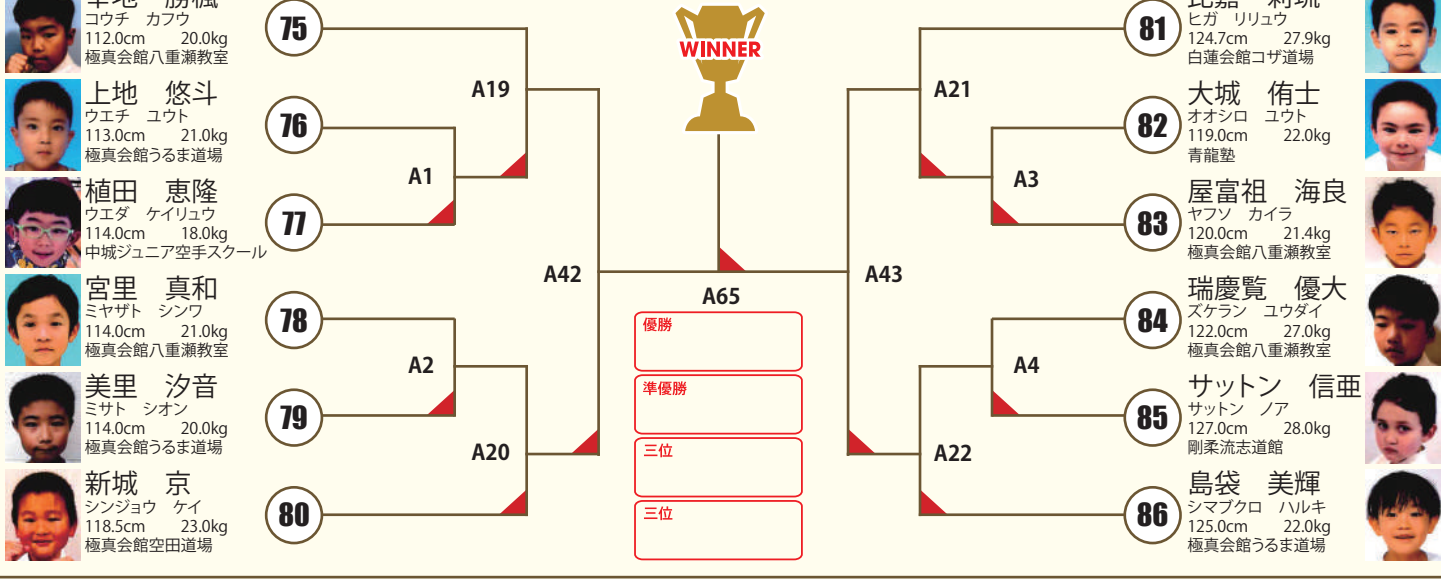 コウチ カフウ
112.0cm 20.0kg
極真会館八重瀬教室
75
上地 悠斗
ウエチ ユウト
113.0cm 21.0kg
極真会館うるま道場
76
植田 恵隆
ウエダ ケイリュウ
114.0cm 18.0kg
中城ジュニア空手スクール
77
宮里 真和
ミヤザト シンワ
114.0cm 21.0kg
極真会館八重瀬教室
78
美里 汐音
ミサト シオン
114.0cm 20.0kg
極真会館うるま道場
79
新城 京
シンジョウ ケイ
118.5cm 23.0kg
極真会館空田道場
80
A19
A1
A42
A2
A20
WINNER
A65
優勝
準優勝
三位
三位
A21
A3
A43
A4
A22
81
ヒガ リリュウ
124.7cm 27.9kg
白蓮会館コザ道場
82
大城 侑士
オオシロ ユウト
119.0cm 22.0kg
青龍塾
83
屋富祖 海良
ヤフソ カイラ
120.0cm 21.4kg
極真会館八重瀬教室
84
瑞慶覧 優大
ズケラン ユウダイ
122.0cm 27.0kg
極真会館八重瀬教室
85
サットン 信亜
サットン ノア
127.0cm 28.0kg
剛柔流志道館
86
島袋 美輝
シマブクロ ハルキ
125.0cm 22.0kg
極真会館うるま道場